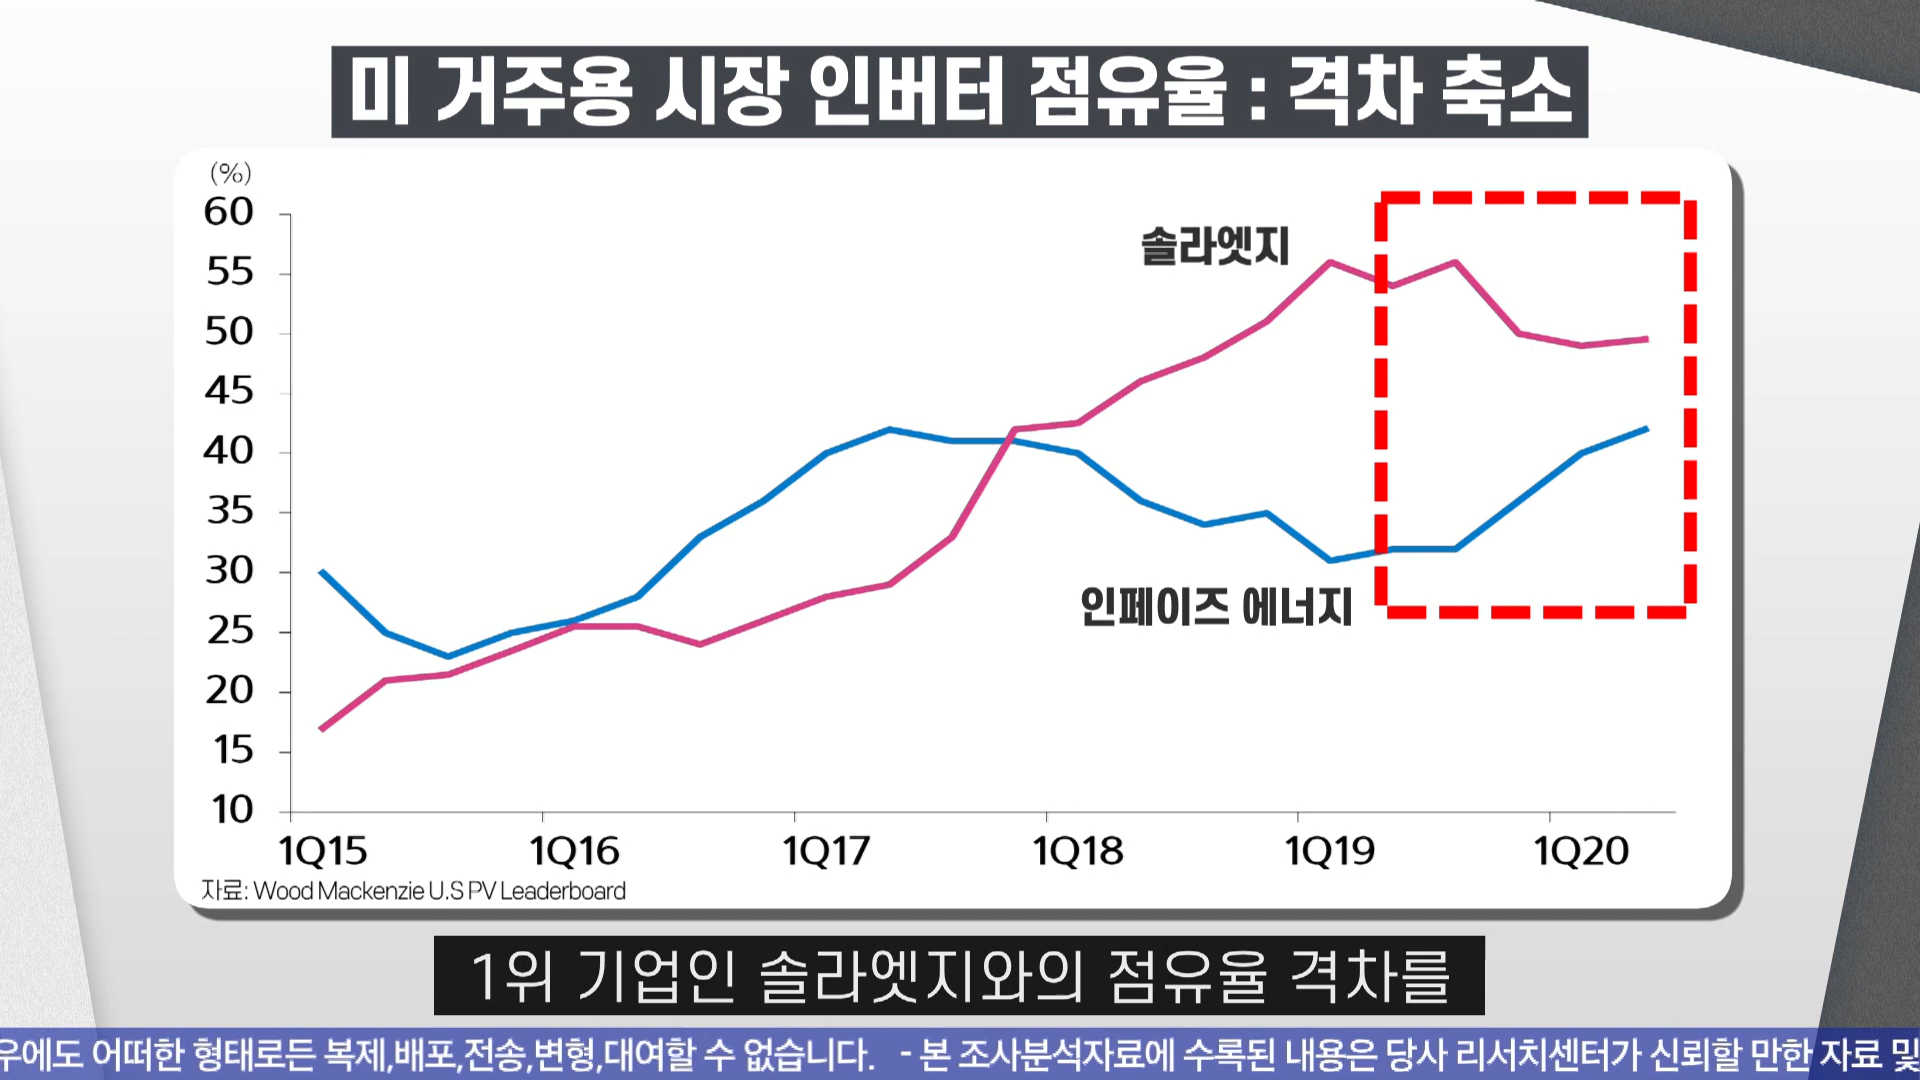 미 거주용 시장 인버터 점유율 : 격차 축소
(%)
60
55
50
45
40
35
30
25
20
15
10
솔라엣지
인페이즈 에너지
1Q15 1Q16 1Q17 1Q18 1Q19 1Q20
자료: Wood Mackenzie U.S PV Leaderboard
1위 기업인 솔라엣지와의 점유율 격차를
우에도 어떠한 형태로든 복제,배포,전송,변형,대여할 수 없습니다. - 본 조사분석자료에 수록된 내용은 당사 리서치센터가 신뢰할 만한 자료 및